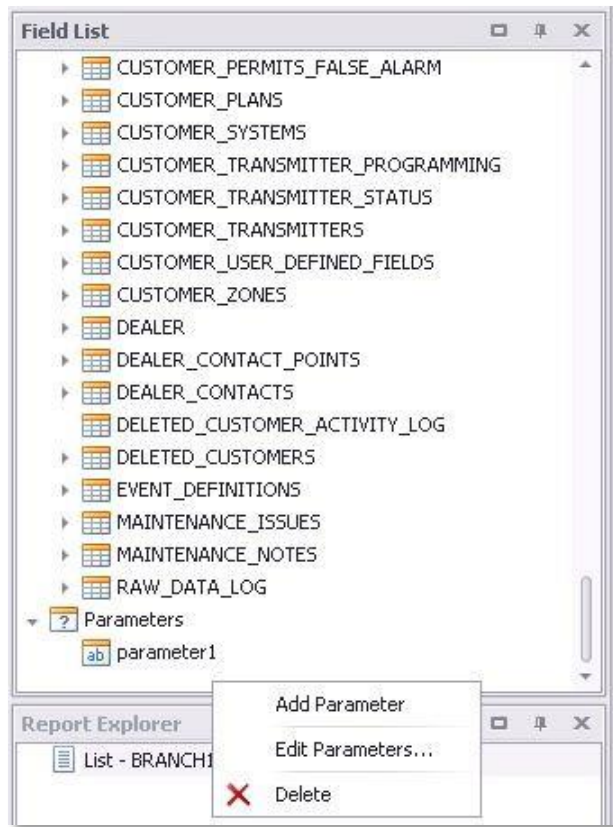 Field List
CUSTOMER_PERMITS_FALSE_ALARM
CUSTOMER_PLANS
CUSTOMER_SYSTEMS
CUSTOMER_TRANSMITTER_PROGRAMMING
CUSTOMER_TRANSMITTER_STATUS
CUSTOMER_TRANSMITTERS
CUSTOMER_USER_DEFINED_FIELDS
CUSTOMER_ZONES
DEALER
DEALER_CONTACT_POINTS
DEALER_CONTACTS
DELETED_CUSTOMER_ACTIVITY_LOG
DELETED_CUSTOMERS
EVENT_DEFINITIONS
MAINTENANCE_ISSUES
MAINTENANCE_NOTES
RAW_DATA_LOG
? Parameters
ab parameter1
Add Parameter
Edit Parameters...
Delete
Report Explorer
List - BRANCH1